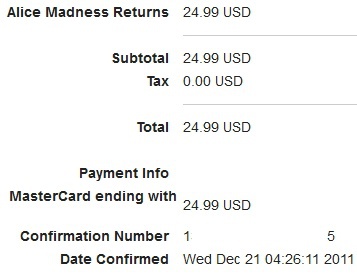 Alice Madness Returns 24.99 USD
Subtotal 24.99 USD
Tax 0.00 USD
Total 24.99 USD
Payment Info
MasterCard ending with 24.99 USD
Confirmation Number 1 5
Date Confirmed Wed Dec 21 04:26:11 2011